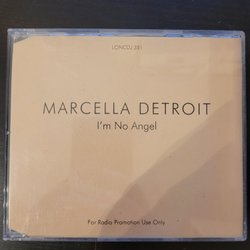 LONCDJ 351
MARCELLA DETROIT
I'm No Angel
For Radio Promotion Use Only